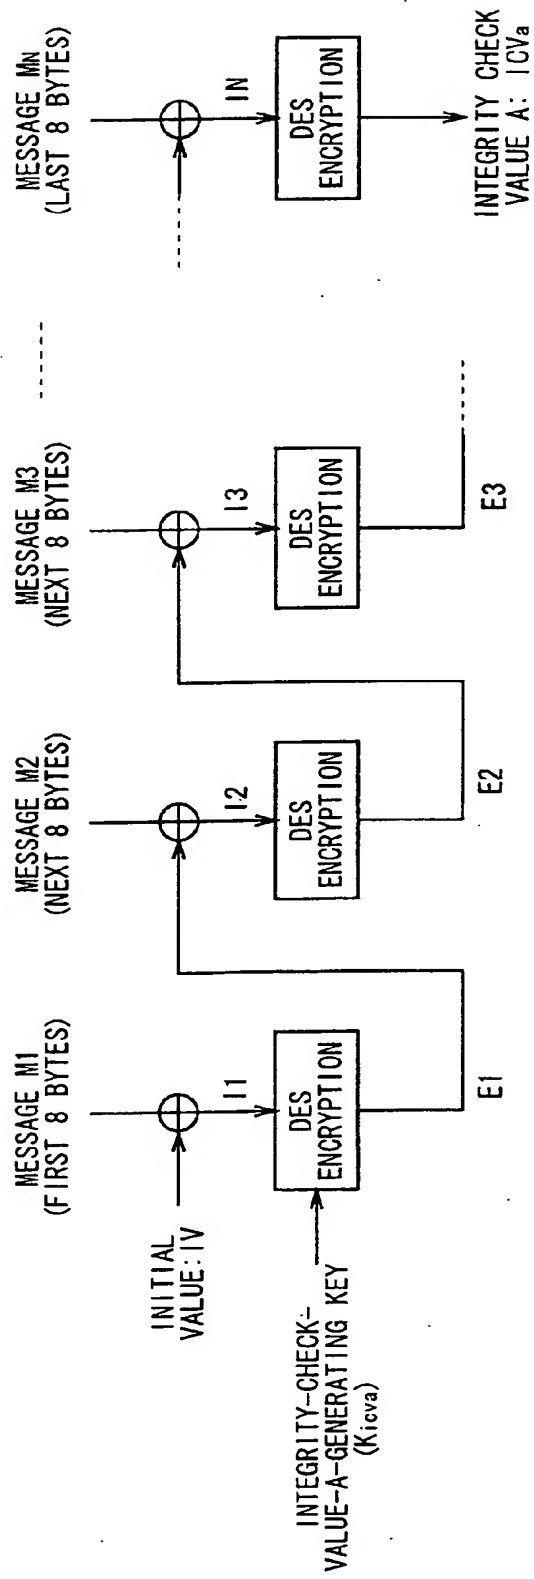 MESSAGE M1
(FIRST 8 BYTES)
MESSAGE M2
(NEXT 8 BYTES)
MESSAGE M3
(NEXT 8 BYTES)
MESSAGE MN
(LAST 8 BYTES)
INITIAL
VALUE:IV
I1
I2
I3
IN
INTEGRITY-CHECK-
VALUE-A-GENERATING KEY
(Kicva)
DES
ENCRYPTION
DES
ENCRYPTION
DES
ENCRYPTION
DES
ENCRYPTION
E1
E2
E3
INTEGRITY CHECK
VALUE A: ICVa